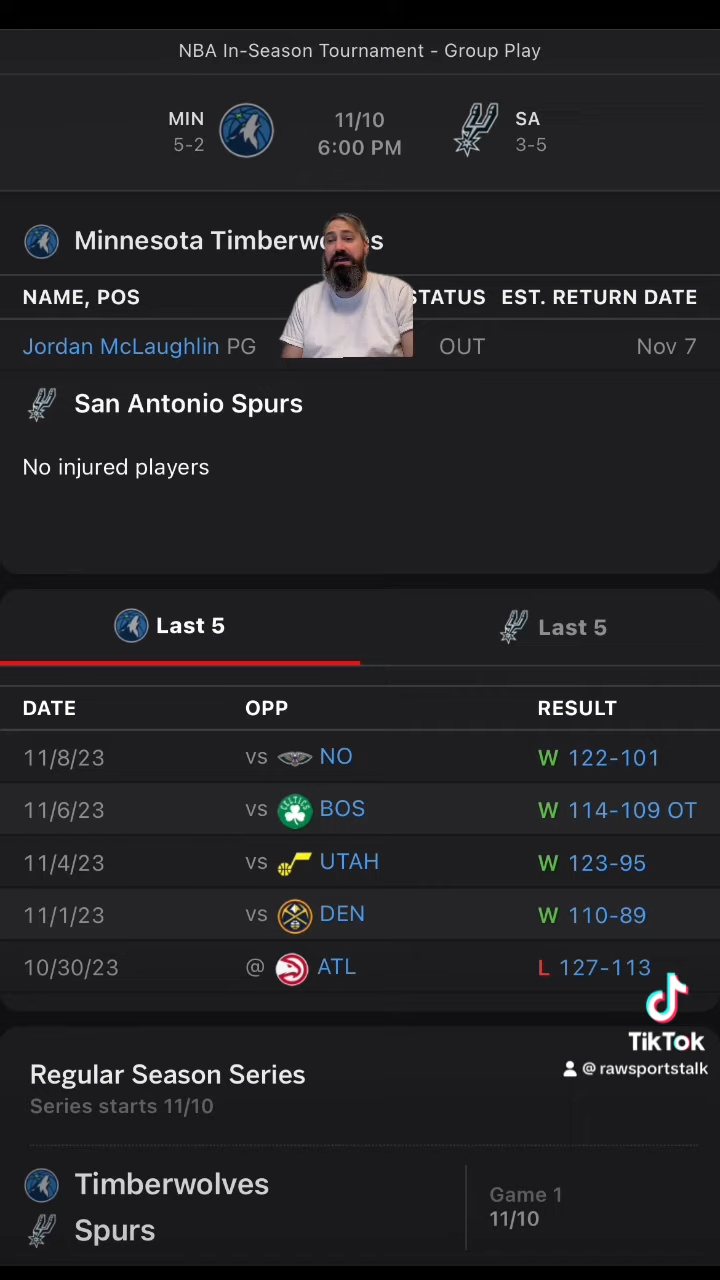 NBA In-Season Tournament - Group Play
MIN
5-2
11/10
6:00 PM
SA
3-5
Minnesota Timberw es
NAME, POS STATUS EST. RETURN DATE
Jordan McLaughlin PG OUT Nov 7
San Antonio Spurs
No injured players
Last 5 Last 5
DATE OPP RESULT
11/8/23 vs NO W 122-101
11/6/23 vs BOS W 114-109 OT
11/4/23 vs UTAH W 123-95
11/1/23 vs DEN W 110-89
10/30/23 @ ATL L 127-113
TikTok
@rawsportstalk
Regular Season Series
Series starts 11/10
Timberwolves
Spurs
Game 1
11/10